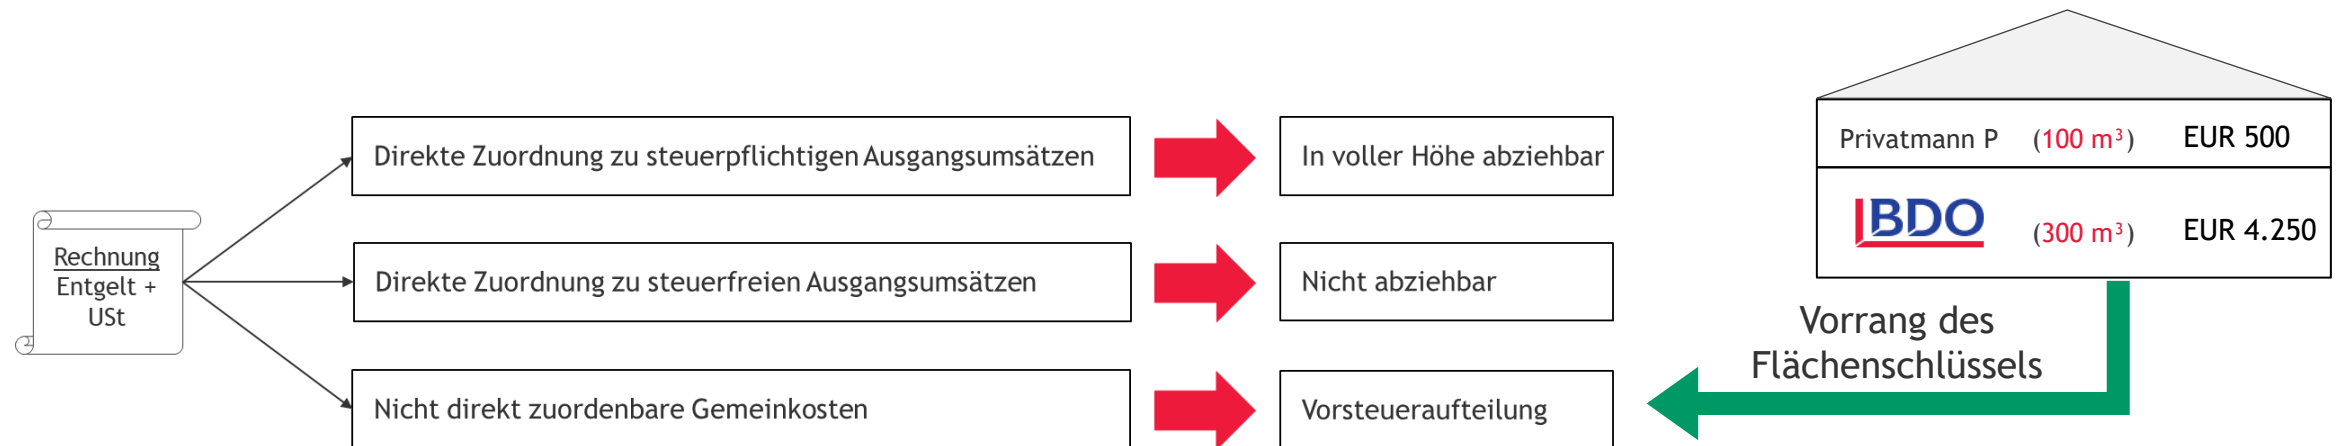 Rechnung
Entgelt +
USt
Direkte Zuordnung zu steuerpflichtigen Ausgangsumsätzen
In voller Höhe abziehbar
Direkte Zuordnung zu steuerfreien Ausgangsumsätzen
Nicht abziehbar
Nicht direkt zuordenbare Gemeinkosten
Vorsteueraufteilung
Privatmann P (100 m³) EUR 500
BDO (300 m³) EUR 4.250
Vorrang des
Flächenschlüssels